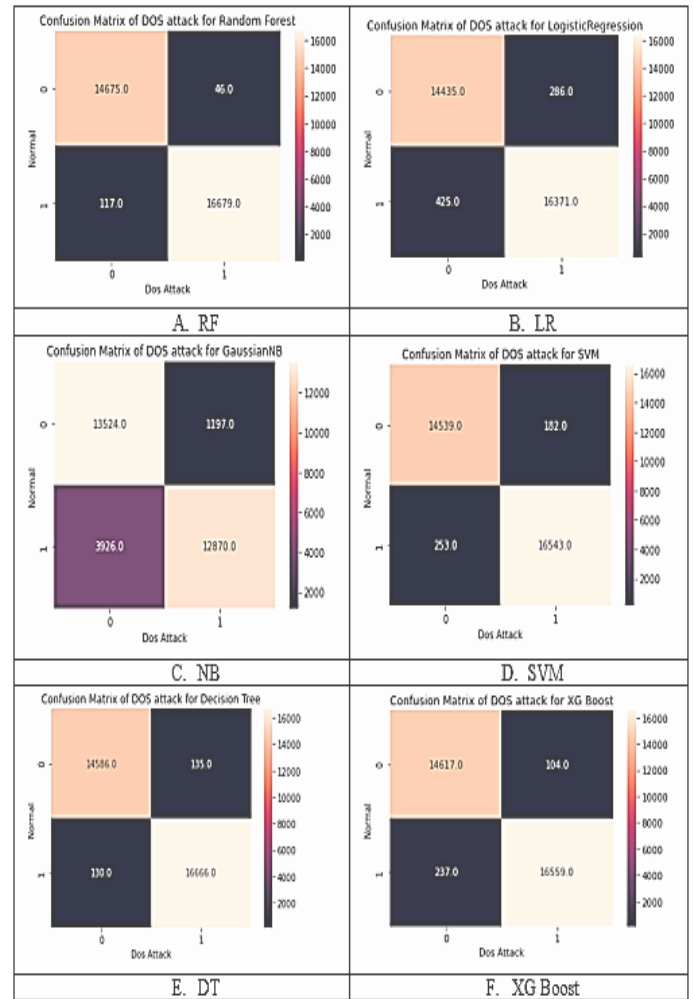 Confusion Matrix of DOS attack for Random Forest
14675.0 46.0
117.0 16679.0
0 1
Normal
0 1
Dos Attack
16000
14000
12000
10000
8000
6000
4000
2000
A. RF
Confusion Matrix of DOS attack for LogisticRegression
14435.0 286.0
425.0 16371.0
0 1
Normal
0 1
Dos Attack
16000
14000
12000
10000
8000
6000
4000
2000
B. LR
Confusion Matrix of DOS attack for GaussianNB
13524.0 1197.0
3926.0 12870.0
0 1
Normal
0 1
Dos Attack
12000
10000
8000
6000
4000
2000
C. NB
Confusion Matrix of DOS attack for SVM
14539.0 182.0
253.0 16543.0
0 1
Normal
0 1
Dos Attack
16000
14000
12000
10000
8000
6000
4000
2000
D. SVM
Confusion Matrix of DOS attack for Decision Tree
14586.0 135.0
130.0 16666.0
0 1
Normal
0 1
Dos Attack
16000
14000
12000
10000
8000
6000
4000
2000
E. DT
Confusion Matrix of DOS attack for XG Boost
14617.0 104.0
237.0 16559.0
0 1
Normal
0 1
Dos Attack
16000
14000
12000
10000
8000
6000
4000
2000
F. XG Boost